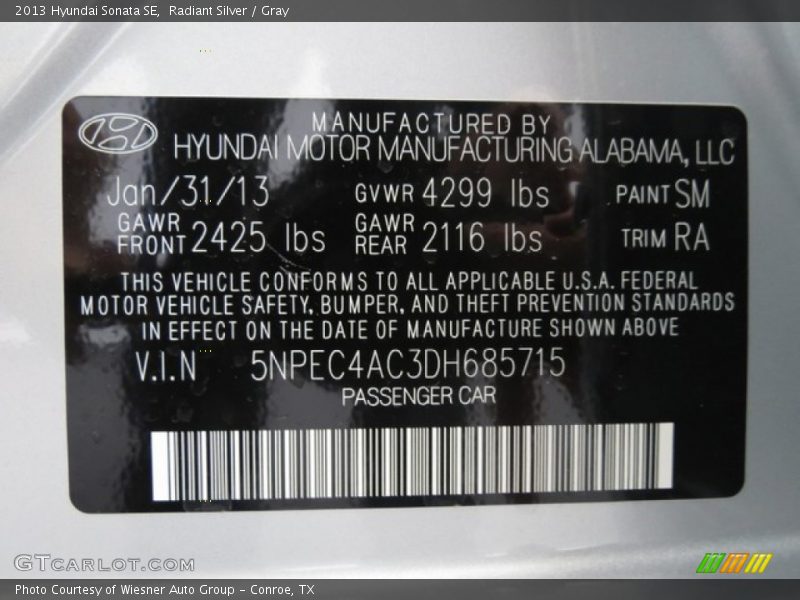 2013 Hyundai Sonata SE, Radiant Silver / Gray
MANUFACTURED BY
HYUNDAI MOTOR MANUFACTURING ALABAMA, LLC
Jan/31/13 GVWR 4299 lbs PAINT SM
GAWR FRONT 2425 lbs GAWR REAR 2116 lbs TRIM RA
THIS VEHICLE CONFORMS TO ALL APPLICABLE U.S.A. FEDERAL
MOTOR VEHICLE SAFETY, BUMPER, AND THEFT PREVENTION STANDARDS
IN EFFECT ON THE DATE OF MANUFACTURE SHOWN ABOVE
V.I.N 5NPEC4AC3DH685715
PASSENGER CAR
GTCARLOT.COM
Photo Courtesy of Wiesner Auto Group - Conroe, TX